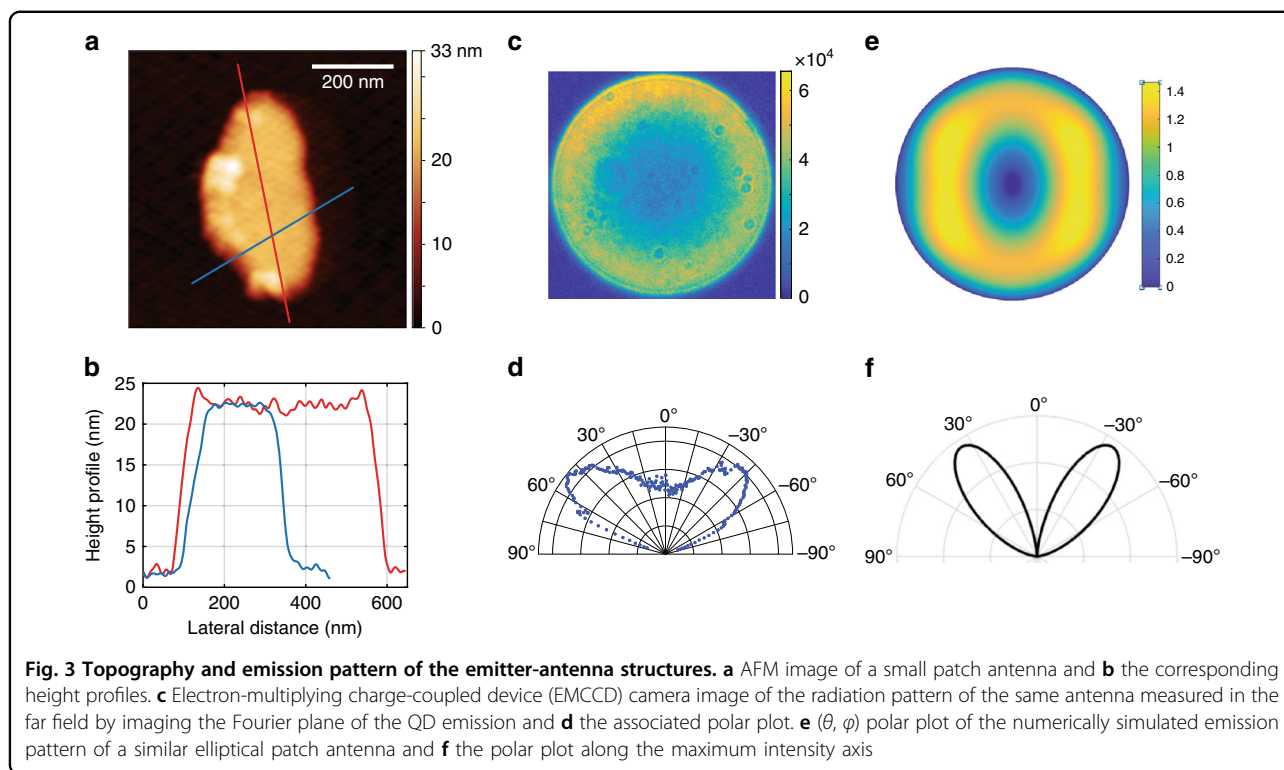 a
33 nm
200 nm
20
10
0
c
×10⁴
6
4
2
0
e
1.4
1.2
1
0.8
0.6
0.4
0.2
0
b
25
20
15
10
5
0
Height profile (nm)
0
200
400
600
Lateral distance (nm)
d
0°
30°
–30°
60°
–60°
90°
–90°
f
0°
30°
–30°
60°
–60°
90°
–90°
Fig. 3 Topography and emission pattern of the emitter-antenna structures. a AFM image of a small patch antenna and b the corresponding
height profiles. c Electron-multiplying charge-coupled device (EMCCD) camera image of the radiation pattern of the same antenna measured in the
far field by imaging the Fourier plane of the QD emission and d the associated polar plot. e (θ, φ) polar plot of the numerically simulated emission
pattern of a similar elliptical patch antenna and f the polar plot along the maximum intensity axis